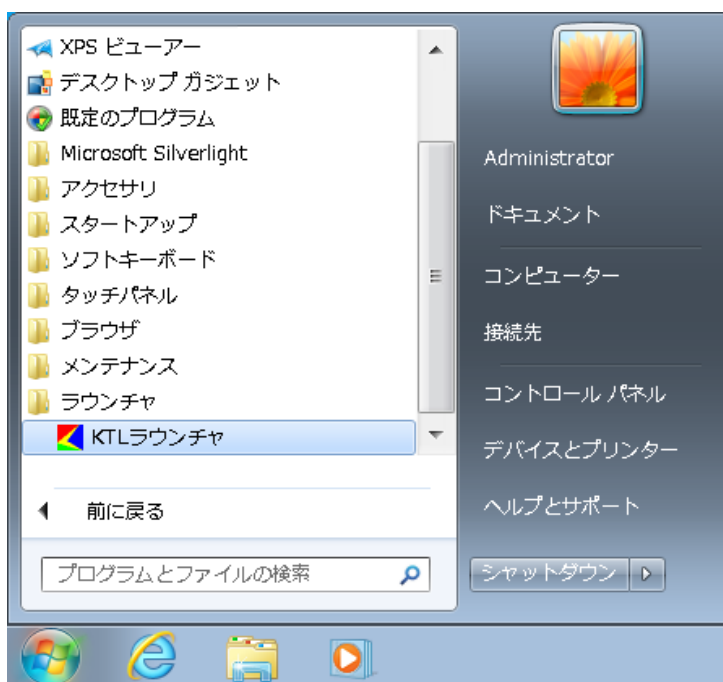 XPS ビューアー
デスクトップ ガジェット
既定のプログラム
Microsoft Silverlight
アクセサリ
スタートアップ
ソフトキーボード
タッチパネル
ブラウザ
メンテナンス
ラウンチャ
KTLラウンチャ
前に戻る
プログラムとファイルの検索
Administrator
ドキュメント
コンピューター
接続先
コントロール パネル
デバイスとプリンター
ヘルプとサポート
シャットダウン